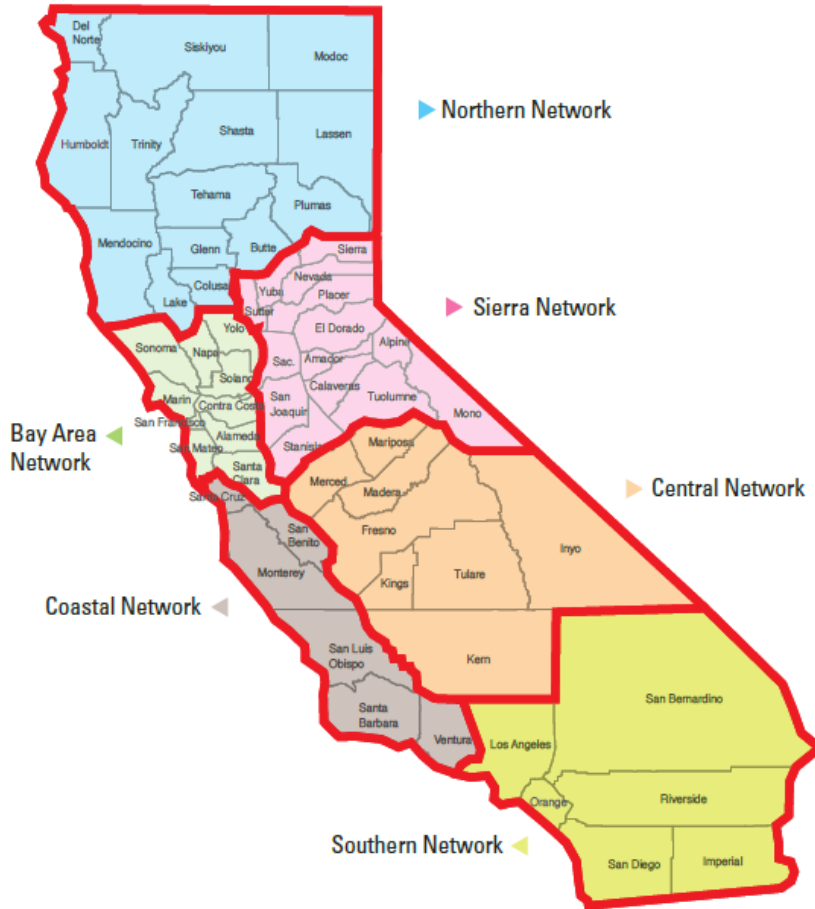 Del
Norte
Siskiyou
Modoc
Northern Network
Humboldt
Trinity
Shasta
Lassen
Tehama
Plumas
Mendocino
Glenn
Butte
Sierra
Colusa
Nevada
Lake
Yuba
Placer
Sutter
Sierra Network
Yolo
El Dorado
Sonoma
Napa
Alpine
Sac.
Amador
Solano
Calaveras
Marin
San
Joaquin
Tuolumne
Contra Costa
Mono
San Francisco
Bay Area
Network
Alameda
San Mateo
Stanisla
Mariposa
Santa
Clara
Merced
Madera
Central Network
Santa Cruz
San
Benito
Fresno
Inyo
Monterey
Kings
Tulare
Coastal Network
San Luis
Obispo
Kern
San Bernardino
Santa
Barbara
Ventura
Los Angeles
Orange
Riverside
Southern Network
San Diego
Imperial